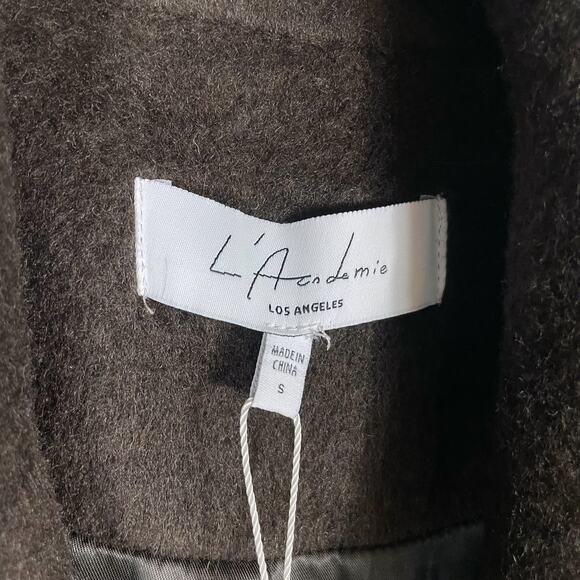 L'Academie
LOS ANGELES
MADE IN
CHINA
S